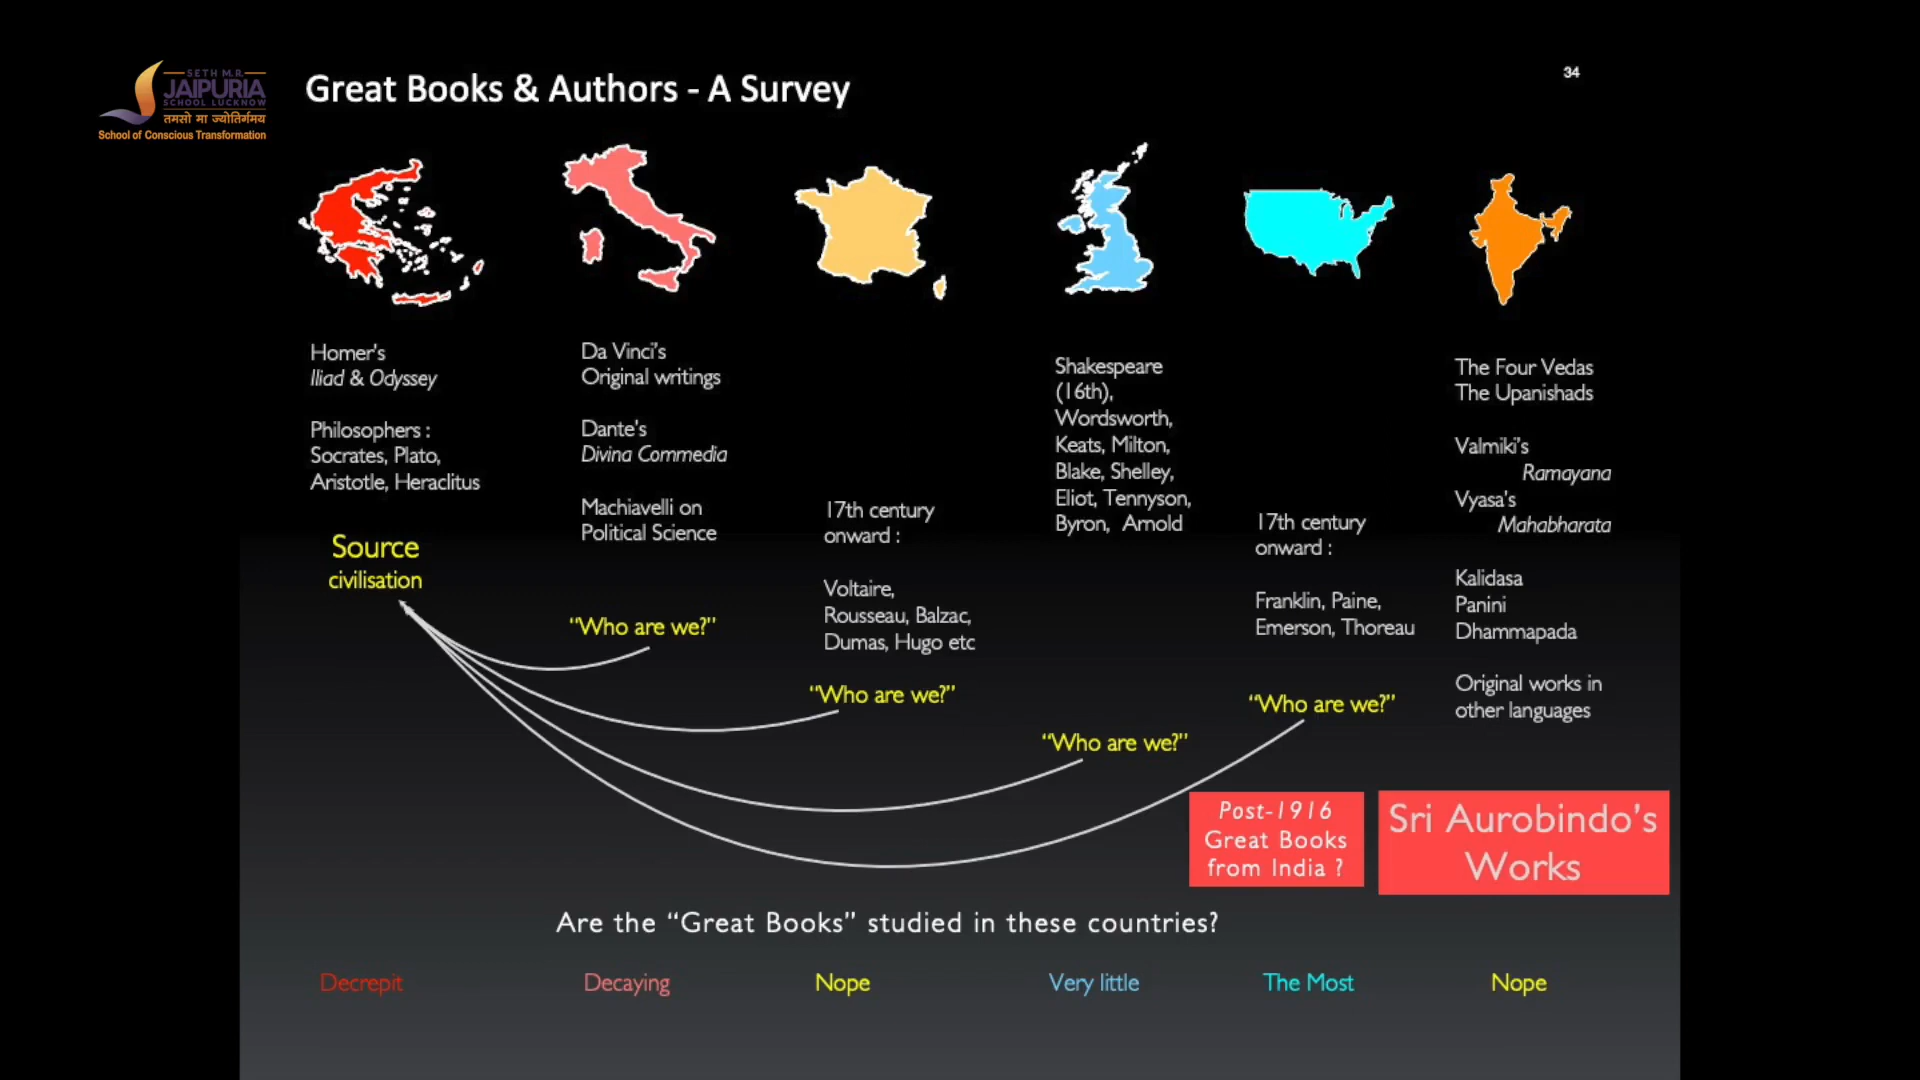 SETH M.R.
JAIPURIA
SCHOOL LUCKNOW
तमसो मा ज्योतिर्गमय
School of Conscious Transformation
Great Books & Authors - A Survey
34
Homer's
Iliad & Odyssey
Philosophers :
Socrates, Plato,
Aristotle, Heraclitus
Source
civilisation
Da Vinci's
Original writings
Dante's
Divina Commedia
Machiavelli on
Political Science
"Who are we?"
17th century
onward :
Voltaire,
Rousseau, Balzac,
Dumas, Hugo etc
"Who are we?"
Shakespeare
(16th),
Wordsworth,
Keats, Milton,
Blake, Shelley,
Eliot, Tennyson,
Byron, Arnold
"Who are we?"
17th century
onward :
Franklin, Paine,
Emerson, Thoreau
"Who are we?"
The Four Vedas
The Upanishads
Valmiki's
Ramayana
Vyasa's
Mahabharata
Kalidasa
Panini
Dhammapada
Original works in
other languages
Post-1916
Great Books
from India ?
Sri Aurobindo's
Works
Are the "Great Books" studied in these countries?
Decrepit
Decaying
Nope
Very little
The Most
Nope